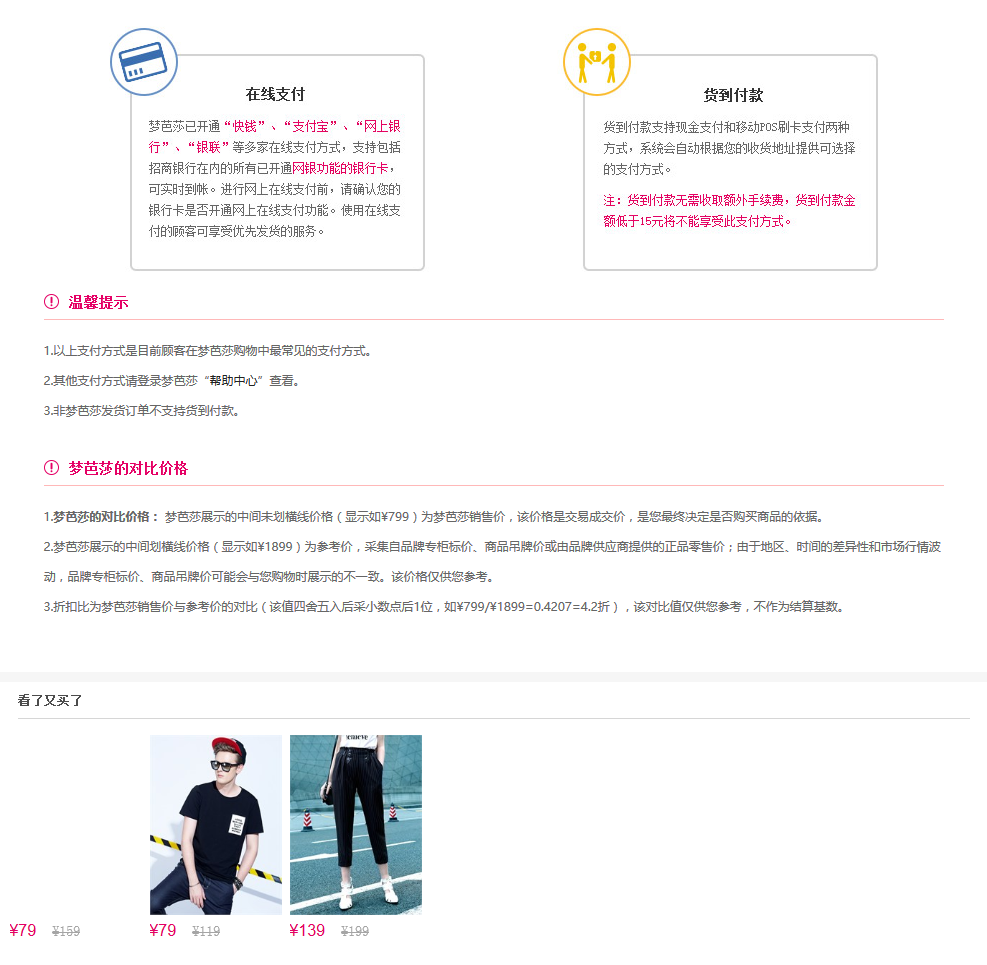 在线支付
梦芭莎已开通“快钱”、“支付宝”、“网上银
行”、“银联”等多家在线支付方式，支持包括
招商银行在内的所有已开通网银功能的银行卡，
可实时到帐。进行网上在线支付前，请确认您的
银行卡是否开通网上在线支付功能。使用在线支
付的顾客可享受优先发货的服务。
货到付款
货到付款支持现金支付和移动POS刷卡支付两种
方式，系统会自动根据您的收货地址提供可选择
的支付方式。
注：货到付款无需收取额外手续费，货到付款金
额低于15元将不能享受此支付方式。
温馨提示
1.以上支付方式是目前顾客在梦芭莎购物中最常见的支付方式。
2.其他支付方式请登录梦芭莎“帮助中心”查看。
3.非梦芭莎发货订单不支持货到付款。
梦芭莎的对比价格
1.梦芭莎的对比价格： 梦芭莎展示的中间未划横线价格（显示如¥799）为梦芭莎销售价，该价格是交易成交价，是您最终决定是否购买商品的依据。
2.梦芭莎展示的中间划横线价格（显示如¥1899）为参考价，采集自品牌专柜标价、商品吊牌价或由品牌供应商提供的正品零售价；由于地区、时间的差异性和市场行情波
动，品牌专柜标价、商品吊牌价可能会与您购物时展示的不一致。该价格仅供您参考。
3.折扣比为梦芭莎销售价与参考价的对比（该值四舍五入后采小数点后1位，如¥799/¥1899=0.4207=4.2折），该对比值仅供您参考，不作为结算基数。
看了又买了
¥79 ¥159
¥79 ¥119
¥139 ¥199